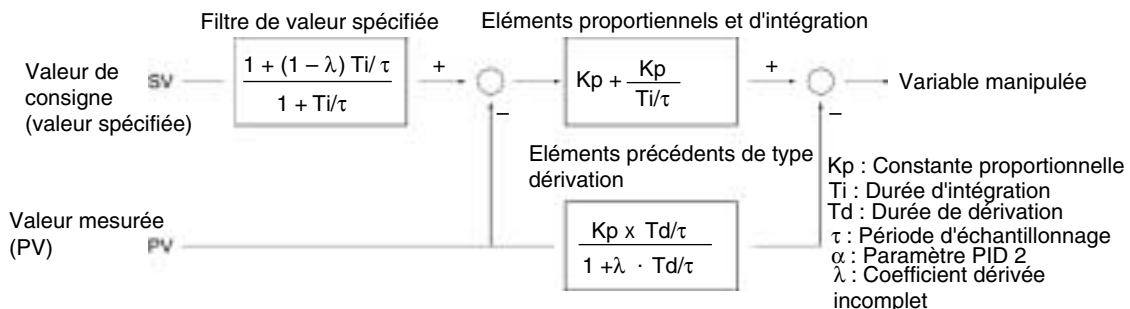 Filtre de valeur spécifiée
Eléments proportiennels et d'intégration
Valeur de
consigne
(valeur spécifiée)
SV
1 + (1 – λ) Ti/ τ
1 + Ti/τ
+
–
Kp + Kp
Ti/τ
+
–
Variable manipulée
Eléments précédents de type
dérivation
Valeur mesurée
(PV)
PV
Kp x Td/τ
1 +λ · Td/τ
Kp : Constante proportionnelle
Ti : Durée d'intégration
Td : Durée de dérivation
τ : Période d'échantillonnage
α : Paramètre PID 2
λ : Coefficient dérivée
incomplet